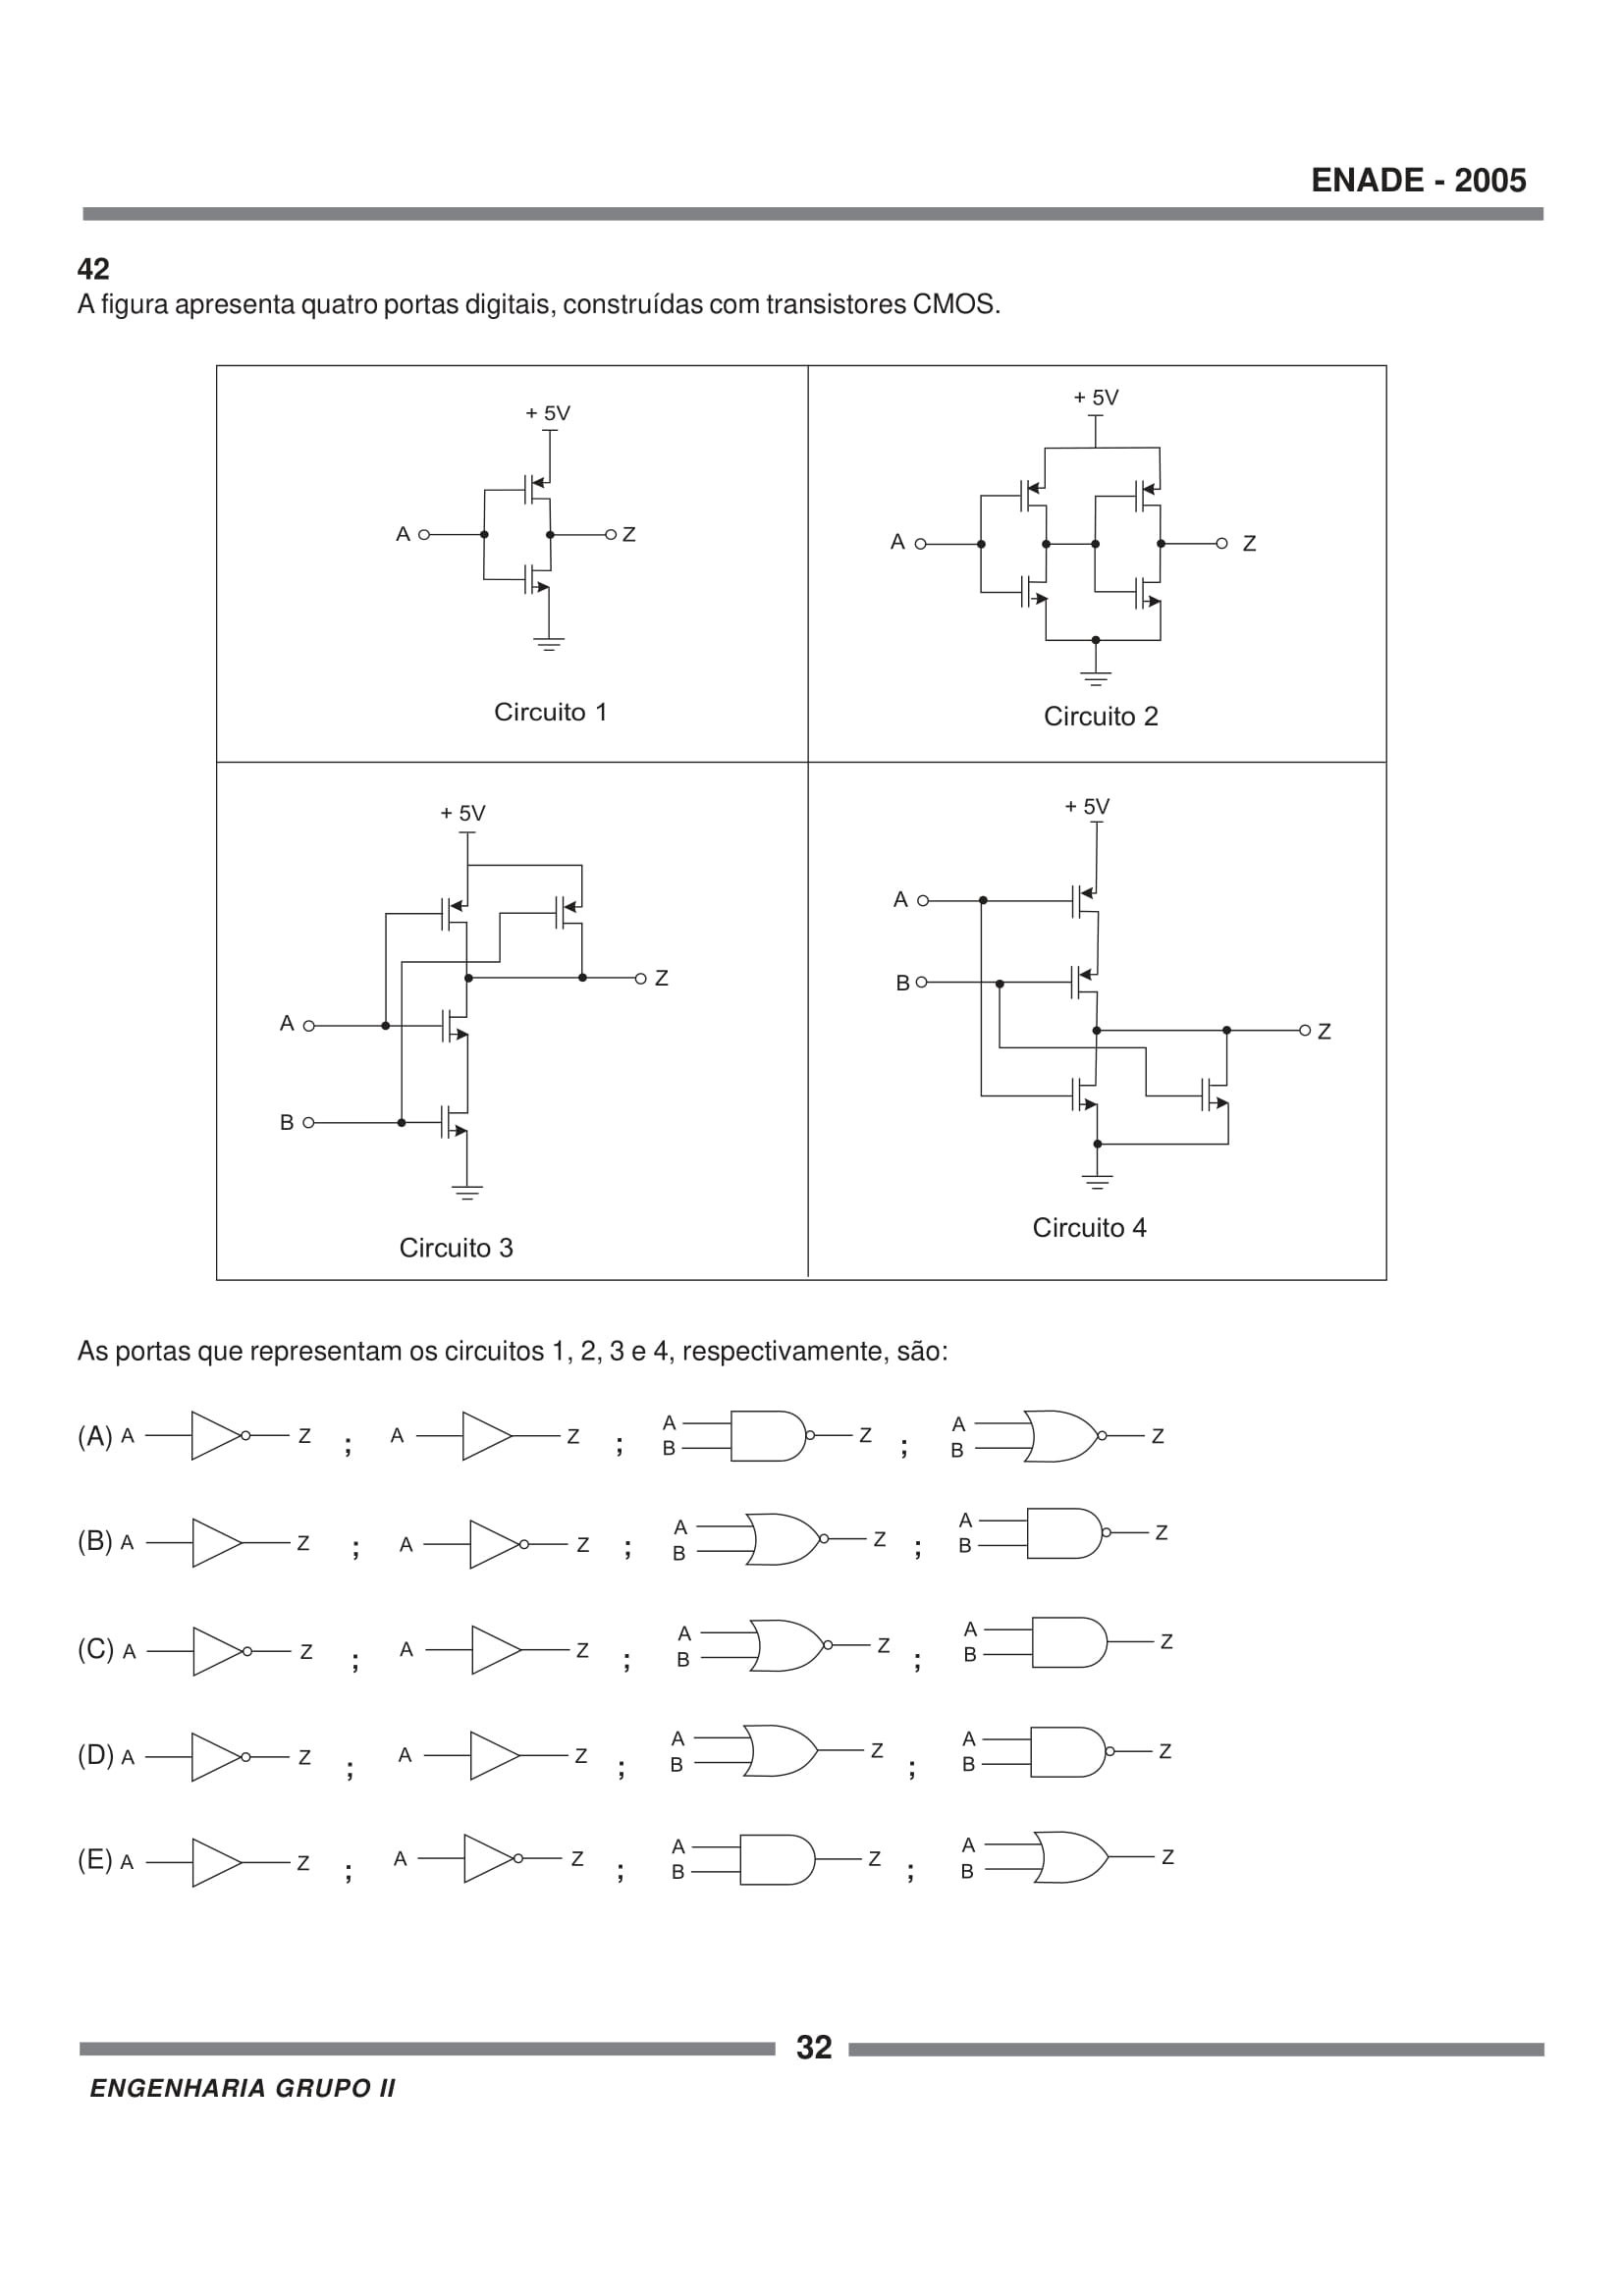 ENADE - 2005
42
A figura apresenta quatro portas digitais, construídas com transistores CMOS.
+ 5V
A
Z
Circuito 1
+ 5V
A
Z
Circuito 2
+ 5V
Z
A
B
Circuito 3
+ 5V
A
B
Z
Circuito 4
As portas que representam os circuitos 1, 2, 3 e 4, respectivamente, são:
(A) A Z ; A Z ; A B Z ; A B Z
(B) A Z ; A Z ; A B Z ; A B Z
(C) A Z ; A Z ; A B Z ; A B Z
(D) A Z ; A Z ; A B Z ; A B Z
(E) A Z ; A Z ; A B Z ; A B Z
32
ENGENHARIA GRUPO II